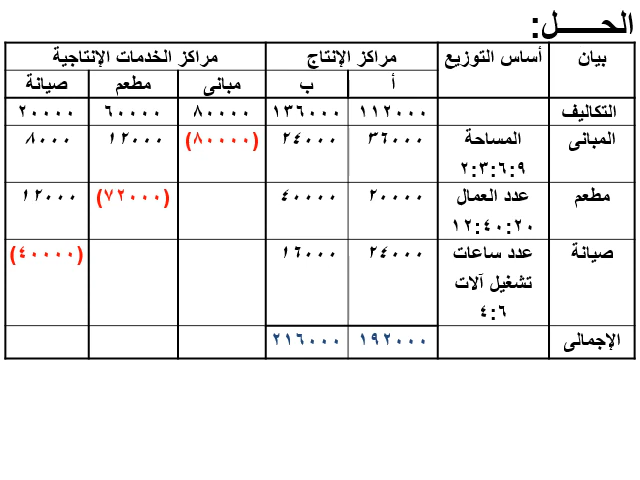 الحـــــل:
بيان أساس التوزيع مراكز الإنتاج مراكز الخدمات الإنتاجية
أ ب مبانى مطعم صيانة
التكاليف ١١٢٠٠٠ ١٣٦٠٠٠ ٨٠٠٠٠ ٦٠٠٠٠ ٢٠٠٠٠
المبانى المساحة ٣٦٠٠٠ ٢٤٠٠٠ (٨٠٠٠٠) ١٢٠٠٠ ٨٠٠٠
٢:٣:٦:٩
مطعم عدد العمال ٢٠٠٠٠ ٤٠٠٠٠ (٧٢٠٠٠) ١٢٠٠٠
١٢:٤٠:٢٠
صيانة عدد ساعات ٢٤٠٠٠ ١٦٠٠٠ (٤٠٠٠٠)
تشغيل آلات
٤:٦
الإجمالى ١٩٢٠٠٠ ٢١٦٠٠٠